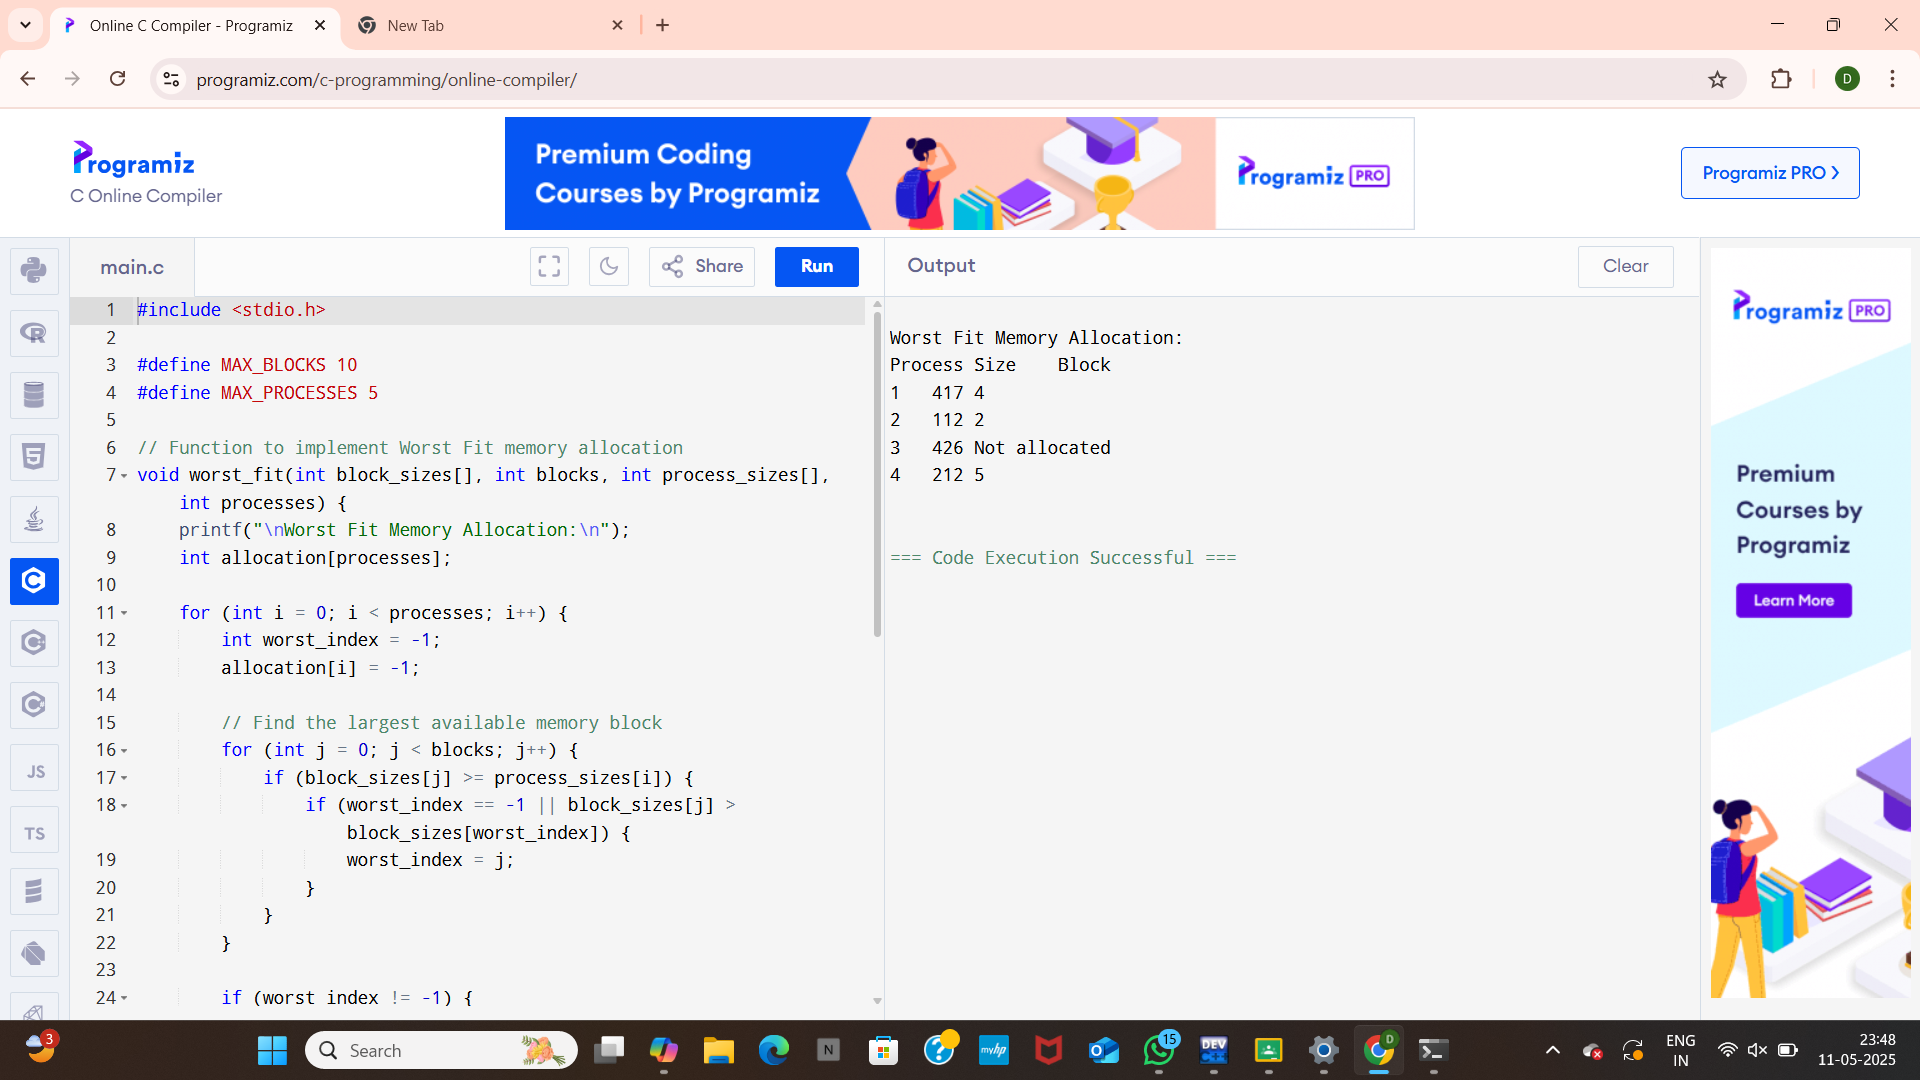 Online C Compiler - Programiz
New Tab
programiz.com/c-programming/online-compiler/
D
Programiz
C Online Compiler
Premium Coding
Courses by Programiz
Programiz PRO
Programiz PRO
main.c
Share
Run
Output
Clear
1 #include <stdio.h>
2
3 #define MAX_BLOCKS 10
4 #define MAX_PROCESSES 5
5
6 // Function to implement Worst Fit memory allocation
7 void worst_fit(int block_sizes[], int blocks, int process_sizes[],
int processes) {
8 printf("\nWorst Fit Memory Allocation:\n");
9 int allocation[processes];
10
11 for (int i = 0; i < processes; i++) {
12 int worst_index = -1;
13 allocation[i] = -1;
14
15 // Find the largest available memory block
16 for (int j = 0; j < blocks; j++) {
17 if (block_sizes[j] >= process_sizes[i]) {
18 if (worst_index == -1 || block_sizes[j] >
block_sizes[worst_index]) {
19 worst_index = j;
20 }
21 }
22 }
23
24 if (worst_index != -1) {
Worst Fit Memory Allocation:
Process Size Block
1 417 4
2 112 2
3 426 Not allocated
4 212 5
=== Code Execution Successful ===
JS
TS
Programiz PRO
Premium
Courses by
Programiz
Learn More
3
Search
N
myhp
15
DEV
C++
D
ENG
IN
23:48
11-05-2025